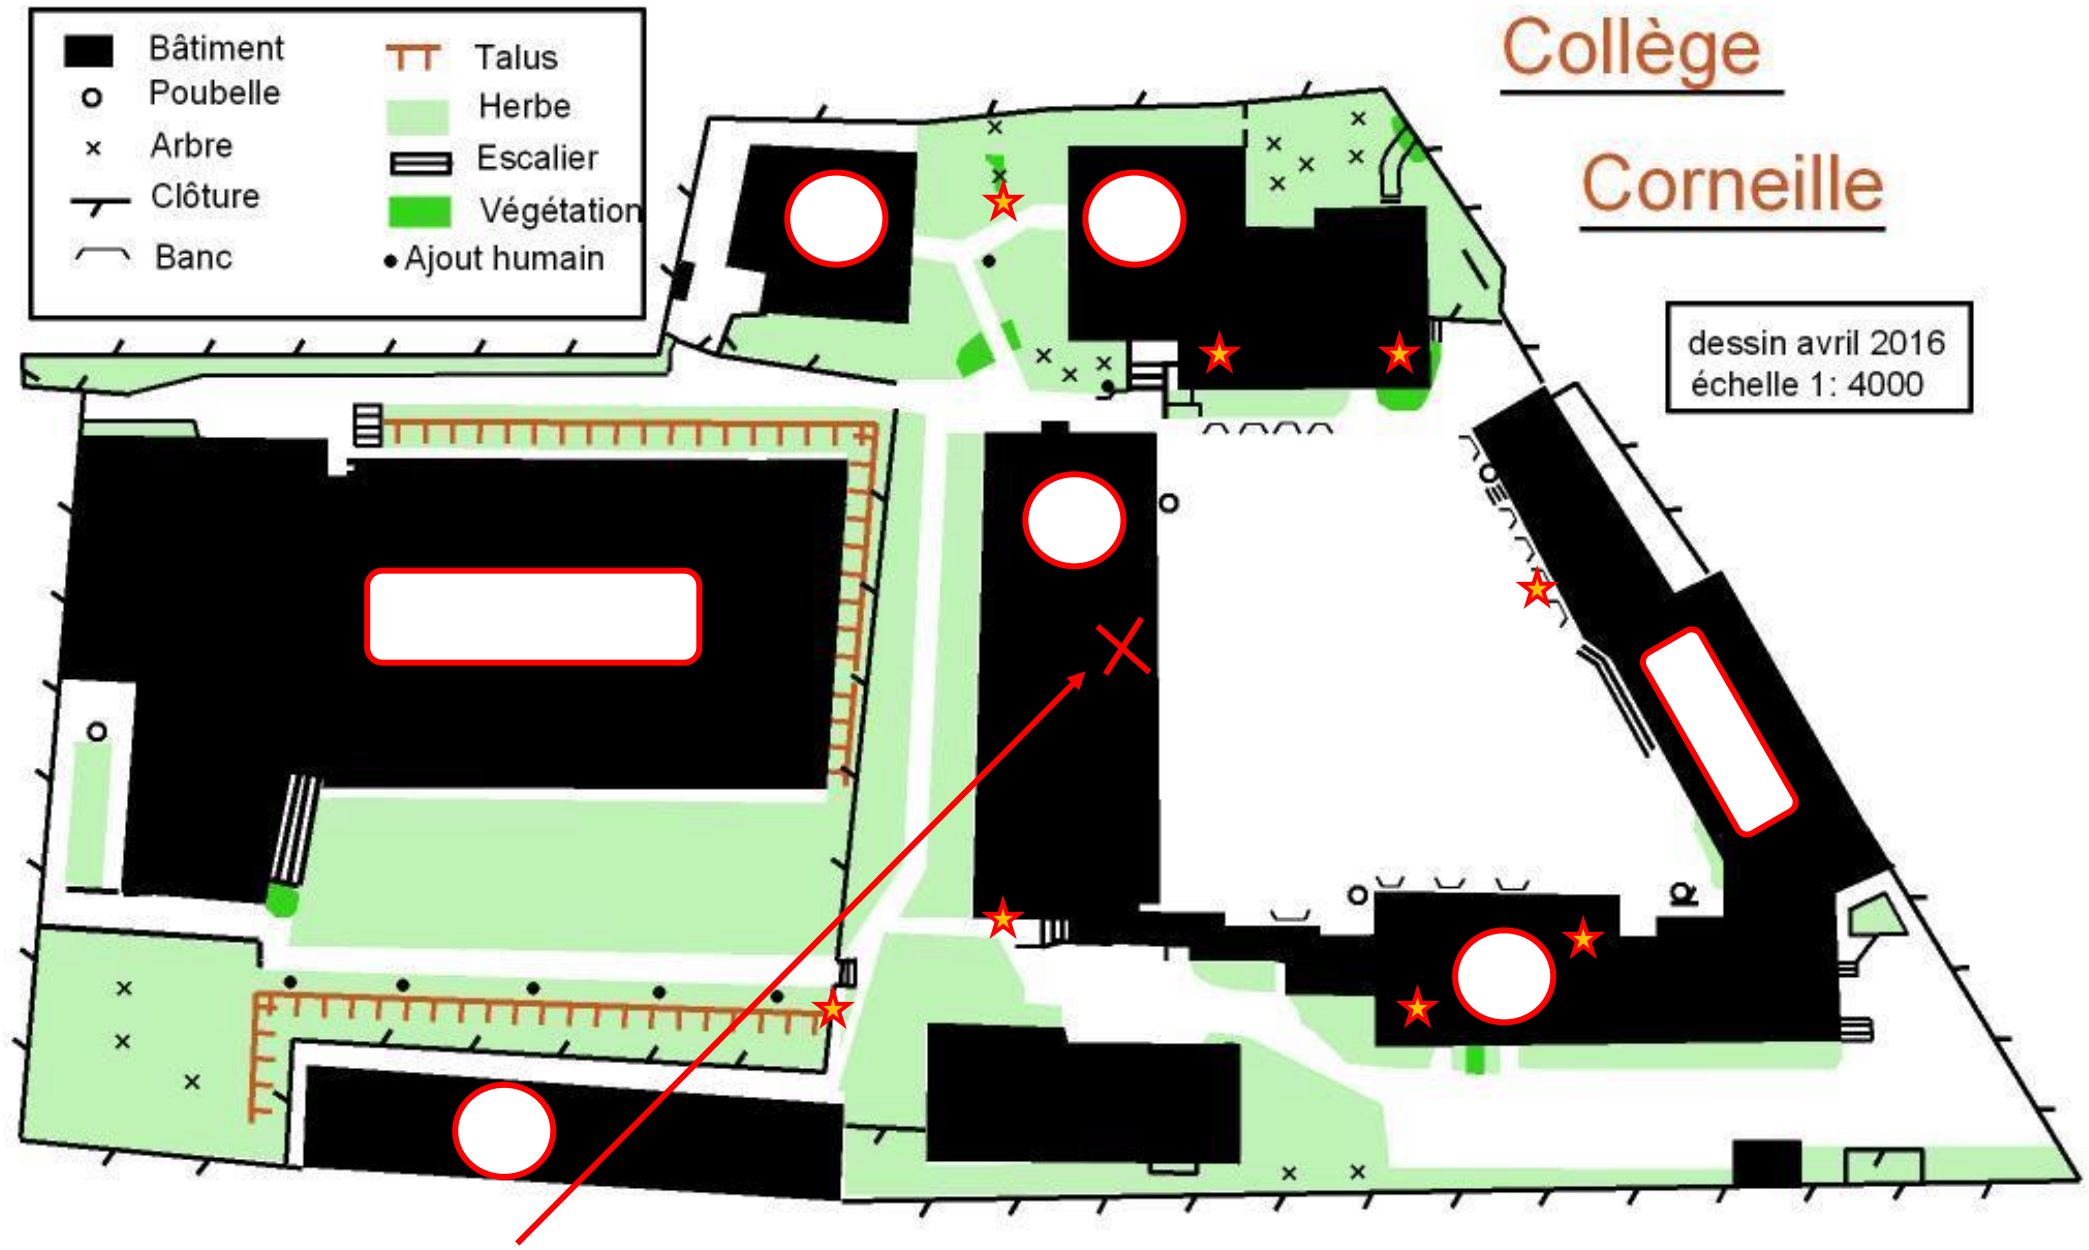 Bâtiment
Poubelle
Arbre
Clôture
Banc
Talus
Herbe
Escalier
Végétation
Ajout humain
Collège
Corneille
dessin avril 2016
échelle 1: 4000